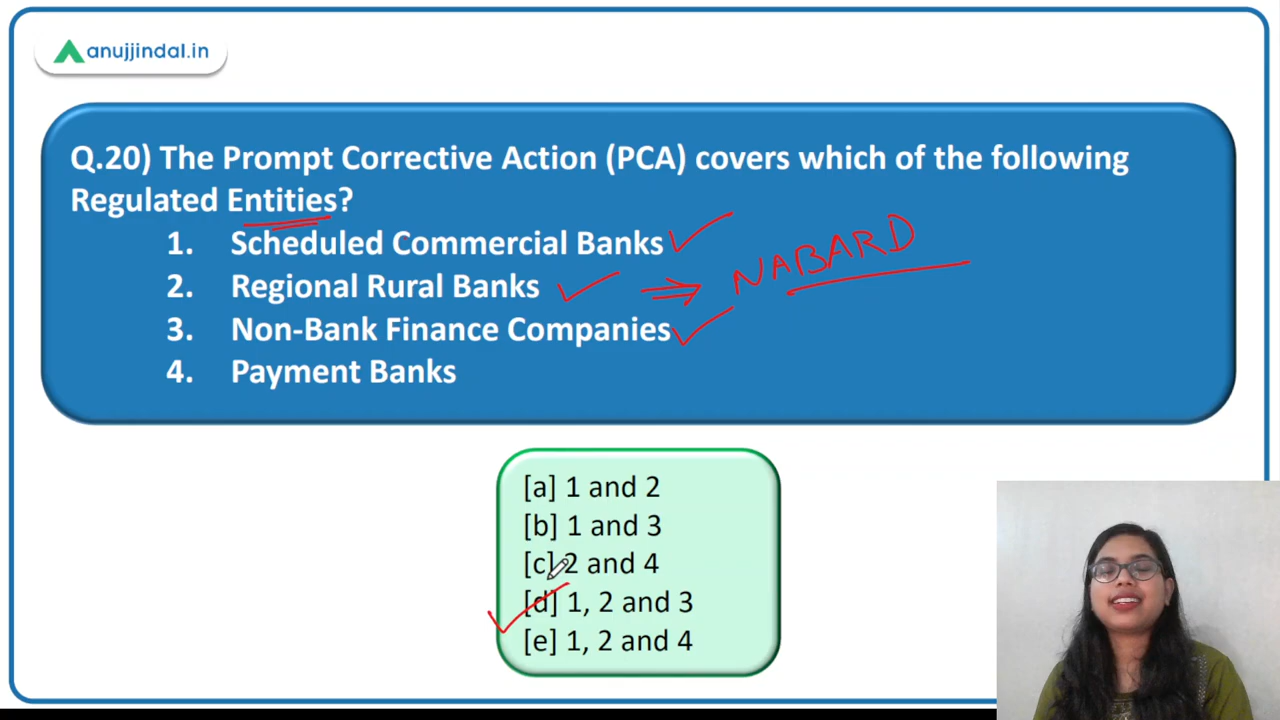 anujjindal.in
Q.20) The Prompt Corrective Action (PCA) covers which of the following
Regulated Entities?
1. Scheduled Commercial Banks
2. Regional Rural Banks
NABARD
3. Non-Bank Finance Companies
4. Payment Banks
[a] 1 and 2
[b] 1 and 3
[c] 2 and 4
[d] 1, 2 and 3
[e] 1, 2 and 4